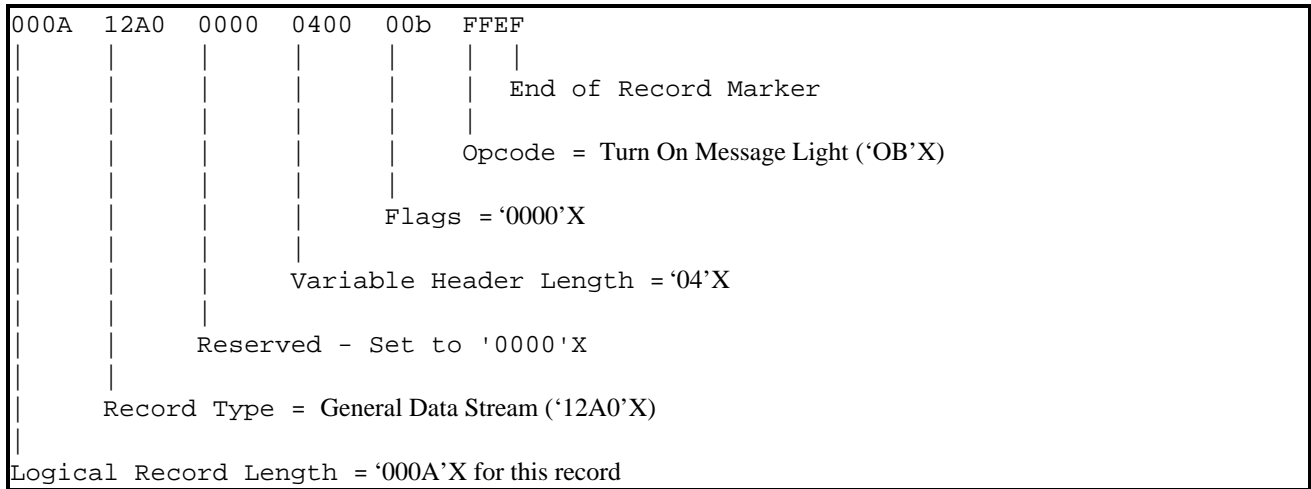 000A 12A0 0000 0400 00b FFEF
End of Record Marker
Opcode = Turn On Message Light (‘OB’X)
Flags = ‘0000’X
Variable Header Length = ‘04’X
Reserved - Set to '0000'X
Record Type = General Data Stream (‘12A0’X)
Logical Record Length = ‘000A’X for this record